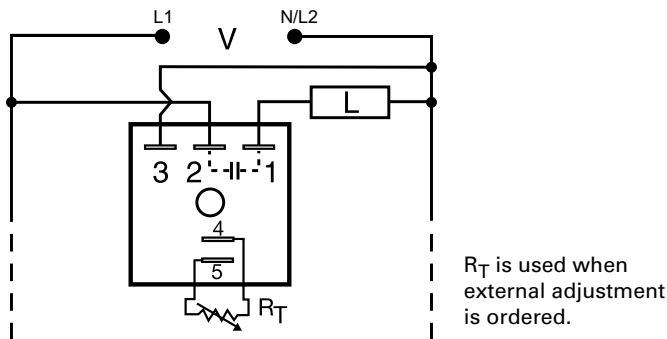 L1
V
N/L2
L
3
2
1
4
5
RT
RT is used when
external adjustment
is ordered.